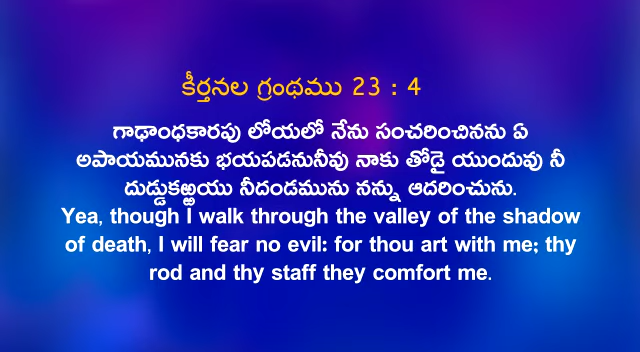 కీర్తనల గ్రంథము 23 : 4
గాఢాంధకారపు లోయలో నేను సంచరించినను ఏ
అపాయమునకు భయపడనునీవు నాకు తోడై యుందువు నీ
దుడ్డుకఱ్ఱయు నీదండమును నన్ను ఆదరించును.
Yea, though I walk through the valley of the shadow
of death, I will fear no evil: for thou art with me; thy
rod and thy staff they comfort me.